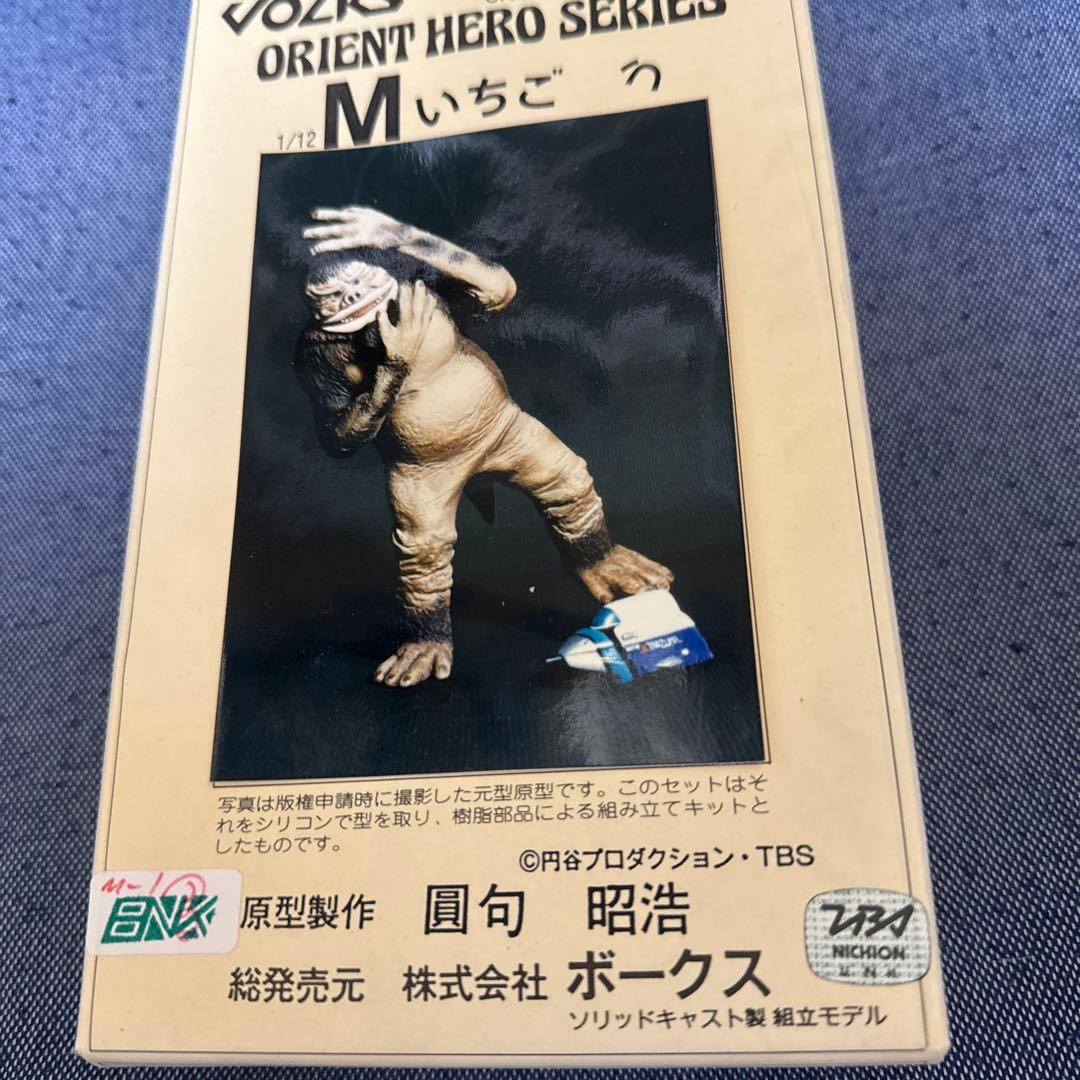 VOLKS
ORIENT HERO SERIES
1/12 Mいちご う
写真は版権申請時に撮影した元型原型です。このセットはそ
れをシリコンで型を取り、樹脂部品による組み立てキットと
したものです。
©円谷プロダクション・TBS
M-1②
原型製作 圓句 昭浩
総発売元 株式会社 ボークス
ソリッドキャスト製 組立モデル
TBS
NICHION